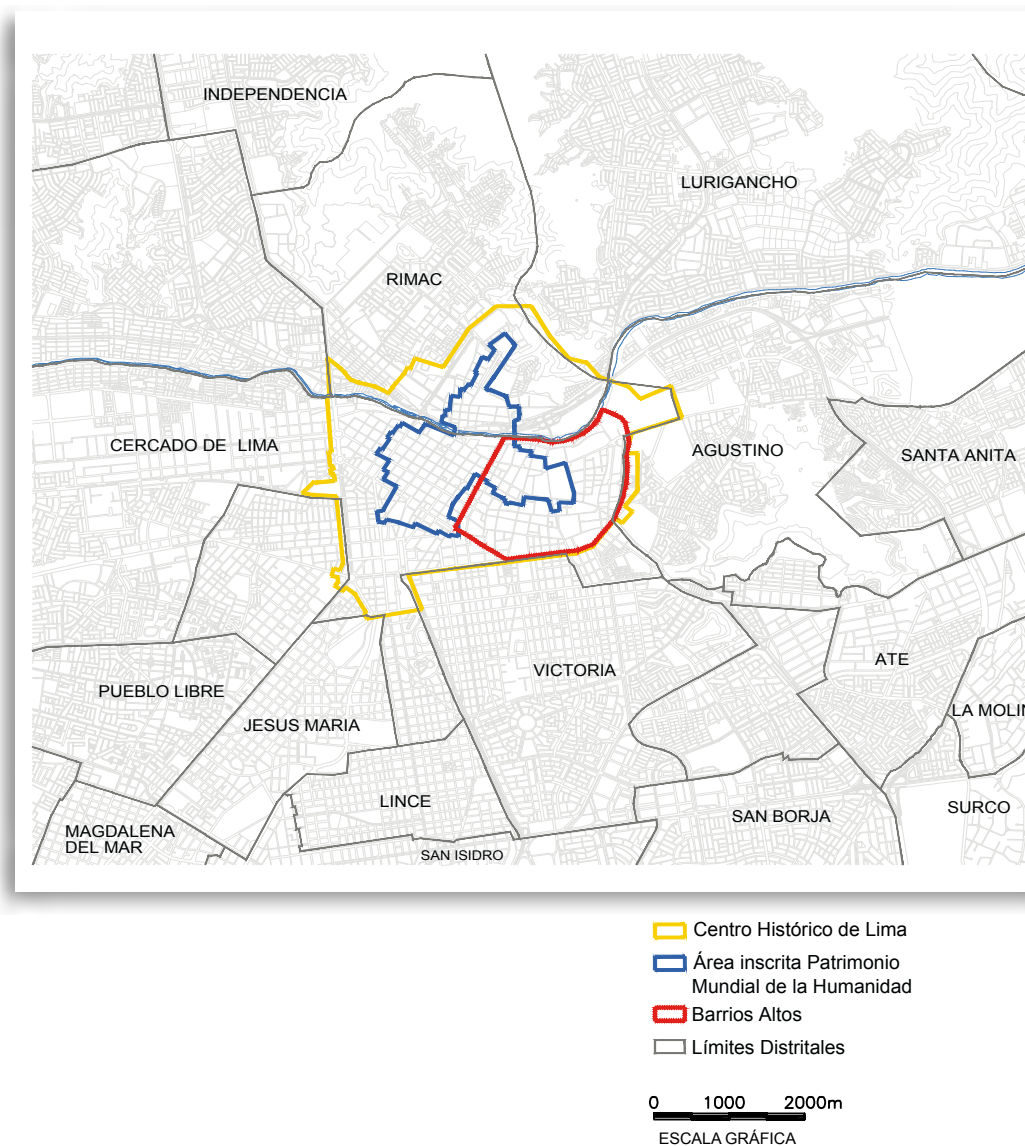 INDEPENDENCIA
LURIGANCHO
RIMAC
CERCADO DE LIMA
AGUSTINO
SANTA ANITA
VICTORIA
ATE
PUEBLO LIBRE
LA MOLIN
JESUS MARIA
LINCE
SURCO
SAN BORJA
MAGDALENA
DEL MAR
SAN ISIDRO
Centro Histórico de Lima
Área inscrita Patrimonio
Mundial de la Humanidad
Barrios Altos
Límites Distritales
0 1000 2000m
ESCALA GRÁFICA